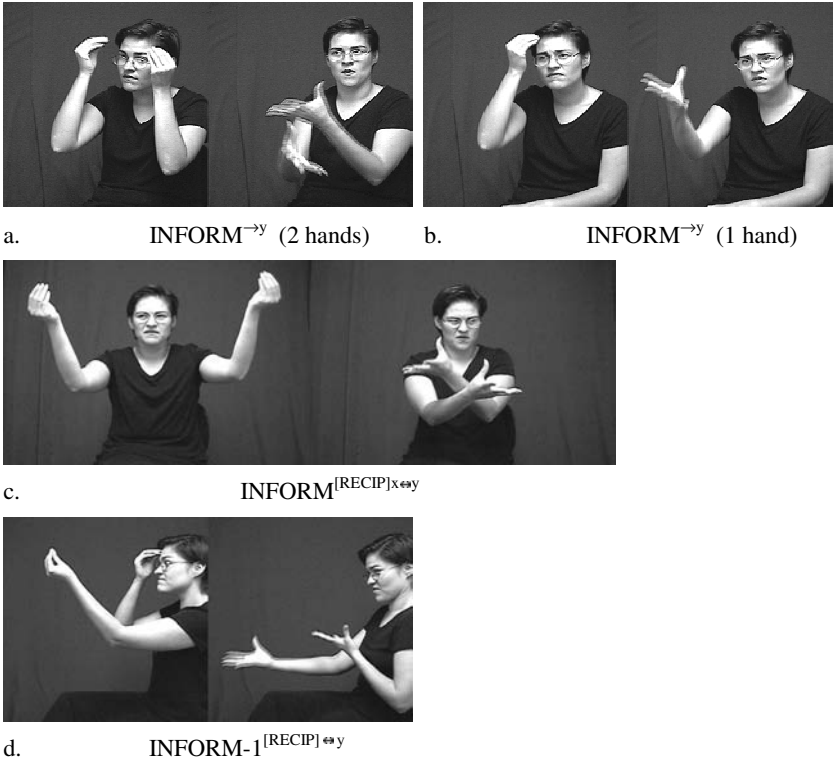 a. INFORM→y (2 hands) b. INFORM→y (1 hand)
c. INFORM[RECIP]x↔y
d. INFORM-1[RECIP]↔y